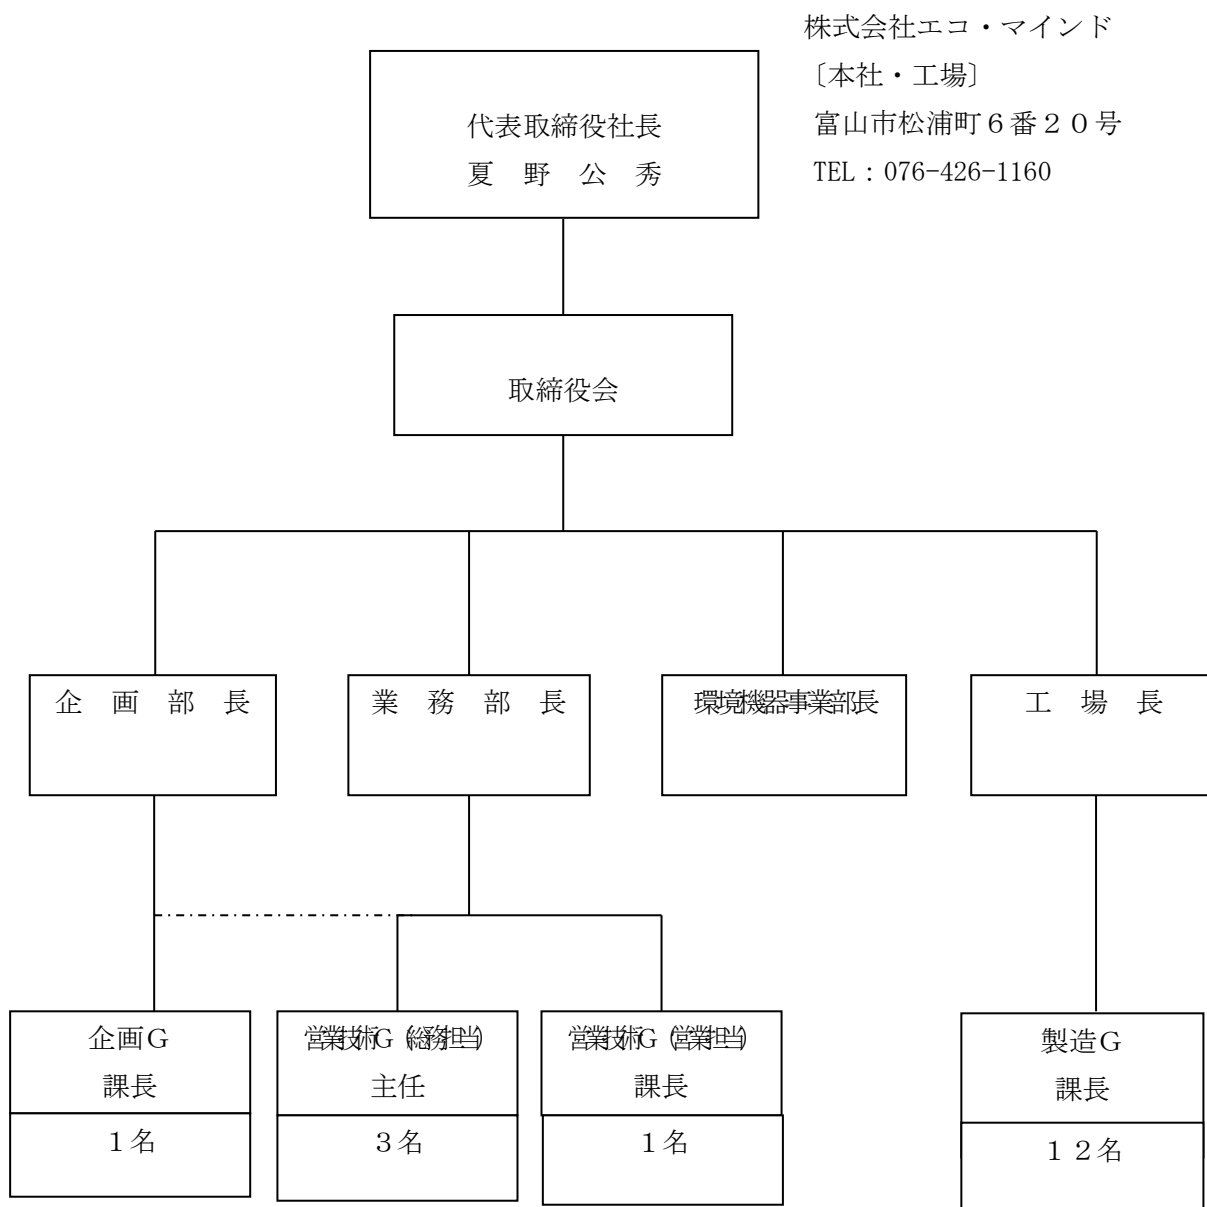 株式会社エコ・マインド
〔本社・工場〕
富山市松浦町６番２０号
TEL：076-426-1160
代表取締役社長
夏　野　公　秀
取締役会
企　画　部　長
業　務　部　長
環境機器事業部長
工　場　長
企画Ｇ
課長
１名
営業技術Ｇ（総務担当）
主任
３名
営業技術Ｇ（営業担当）
課長
１名
製造Ｇ
課長
１２名